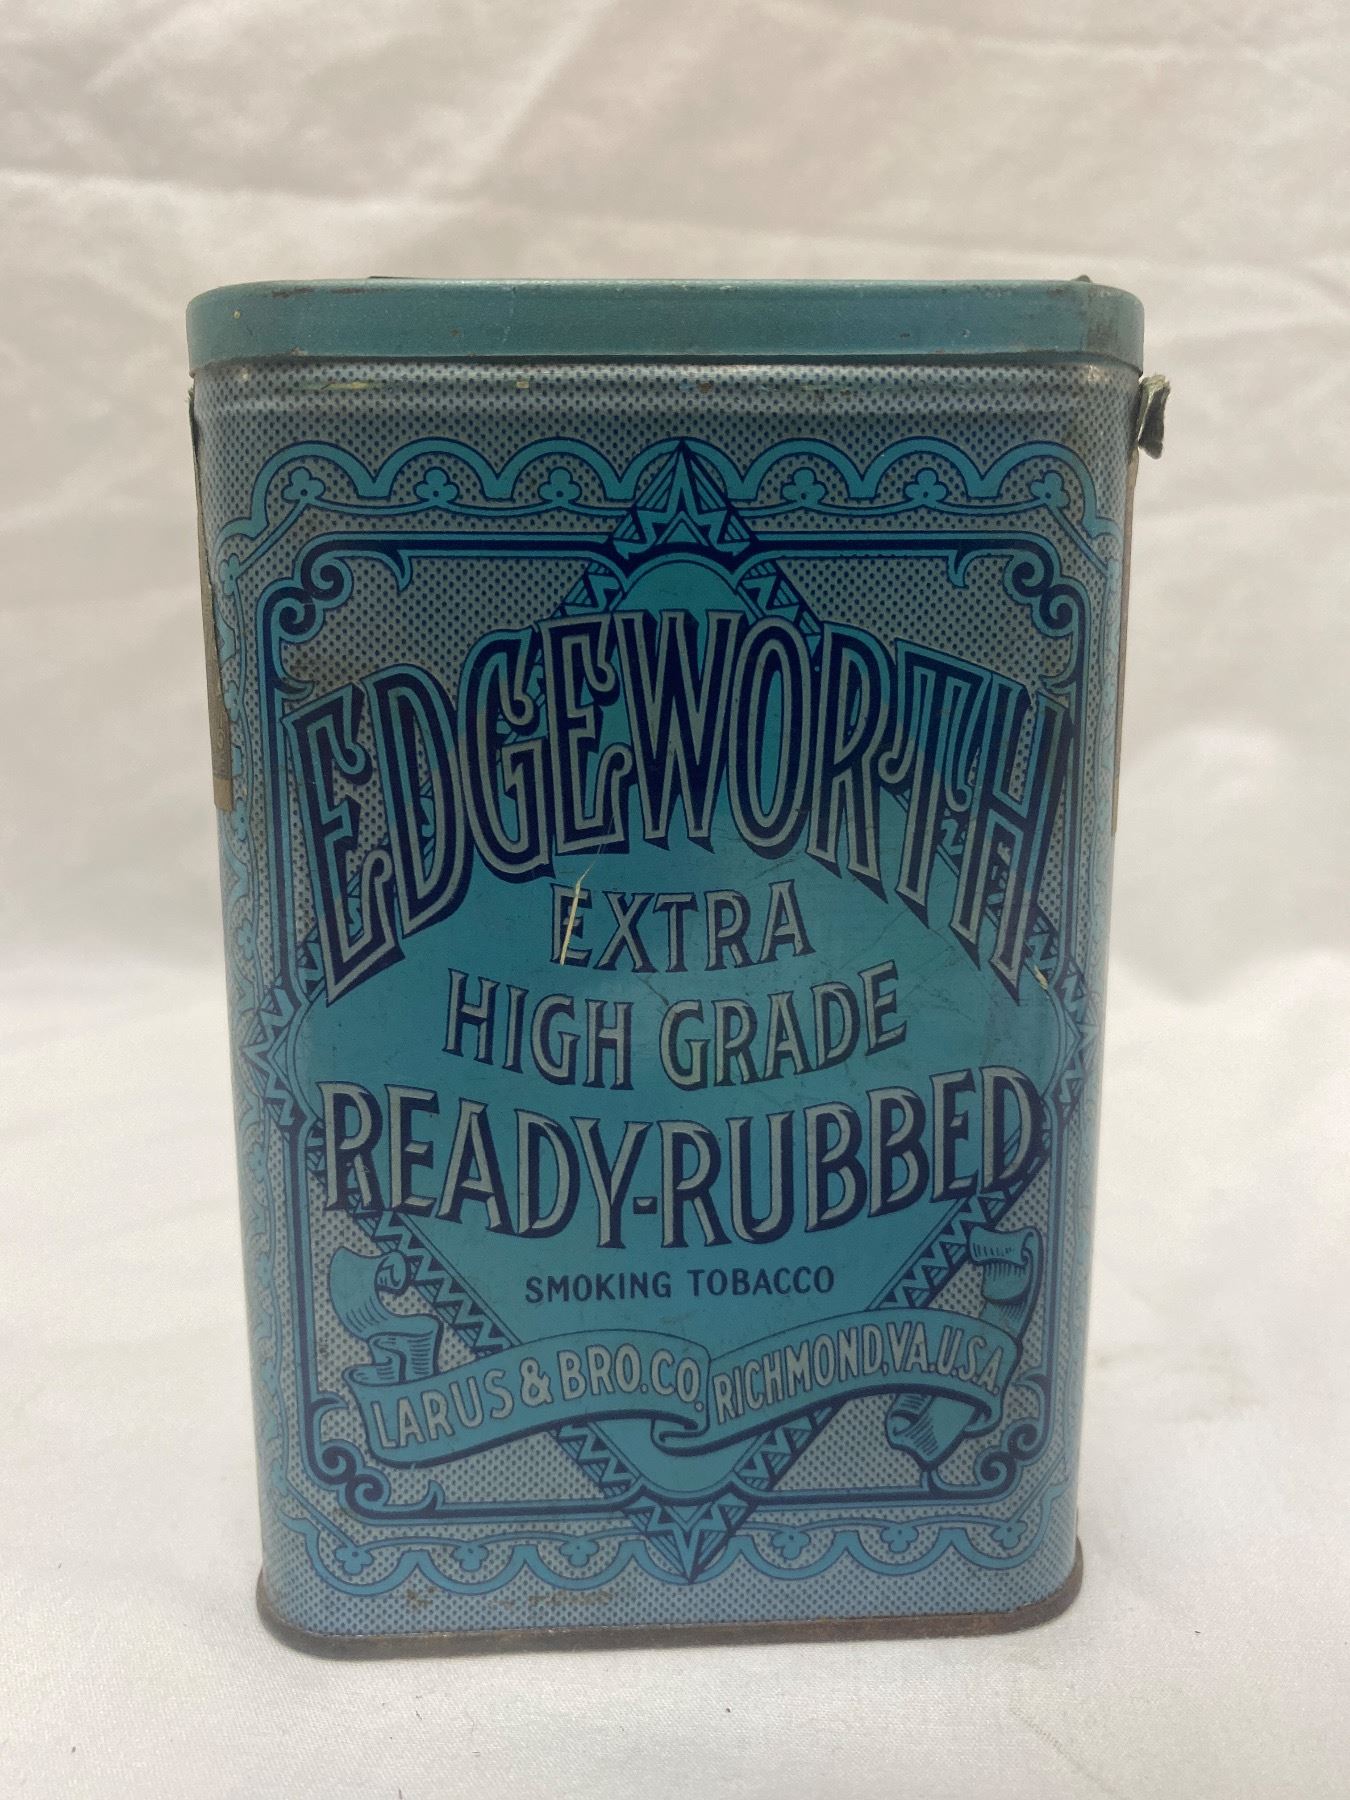 EDGEWORTH
EXTRA
HIGH GRADE
READY-RUBBED
SMOKING TOBACCO
LARUS & BRO. CO. RICHMOND, VA. U.S.A.